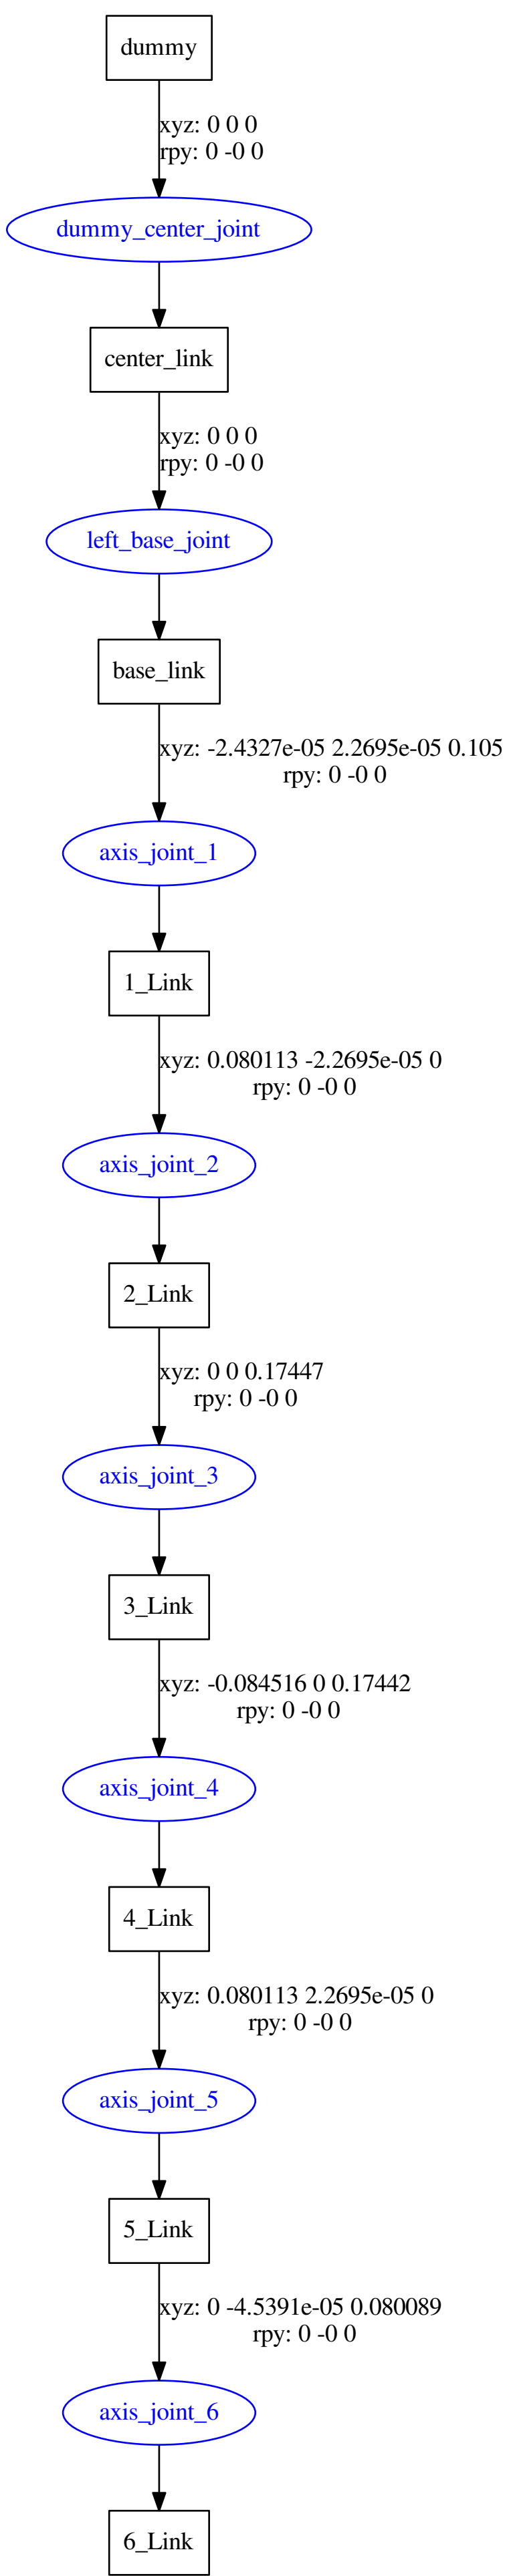 dummy
xyz: 0 0 0
rpy: 0 -0 0
dummy_center_joint
center_link
xyz: 0 0 0
rpy: 0 -0 0
left_base_joint
base_link
xyz: -2.4327e-05 2.2695e-05 0.105
rpy: 0 -0 0
axis_joint_1
1_Link
xyz: 0.080113 -2.2695e-05 0
rpy: 0 -0 0
axis_joint_2
2_Link
xyz: 0 0 0.17447
rpy: 0 -0 0
axis_joint_3
3_Link
xyz: -0.084516 0 0.17442
rpy: 0 -0 0
axis_joint_4
4_Link
xyz: 0.080113 2.2695e-05 0
rpy: 0 -0 0
axis_joint_5
5_Link
xyz: 0 -4.5391e-05 0.080089
rpy: 0 -0 0
axis_joint_6
6_Link